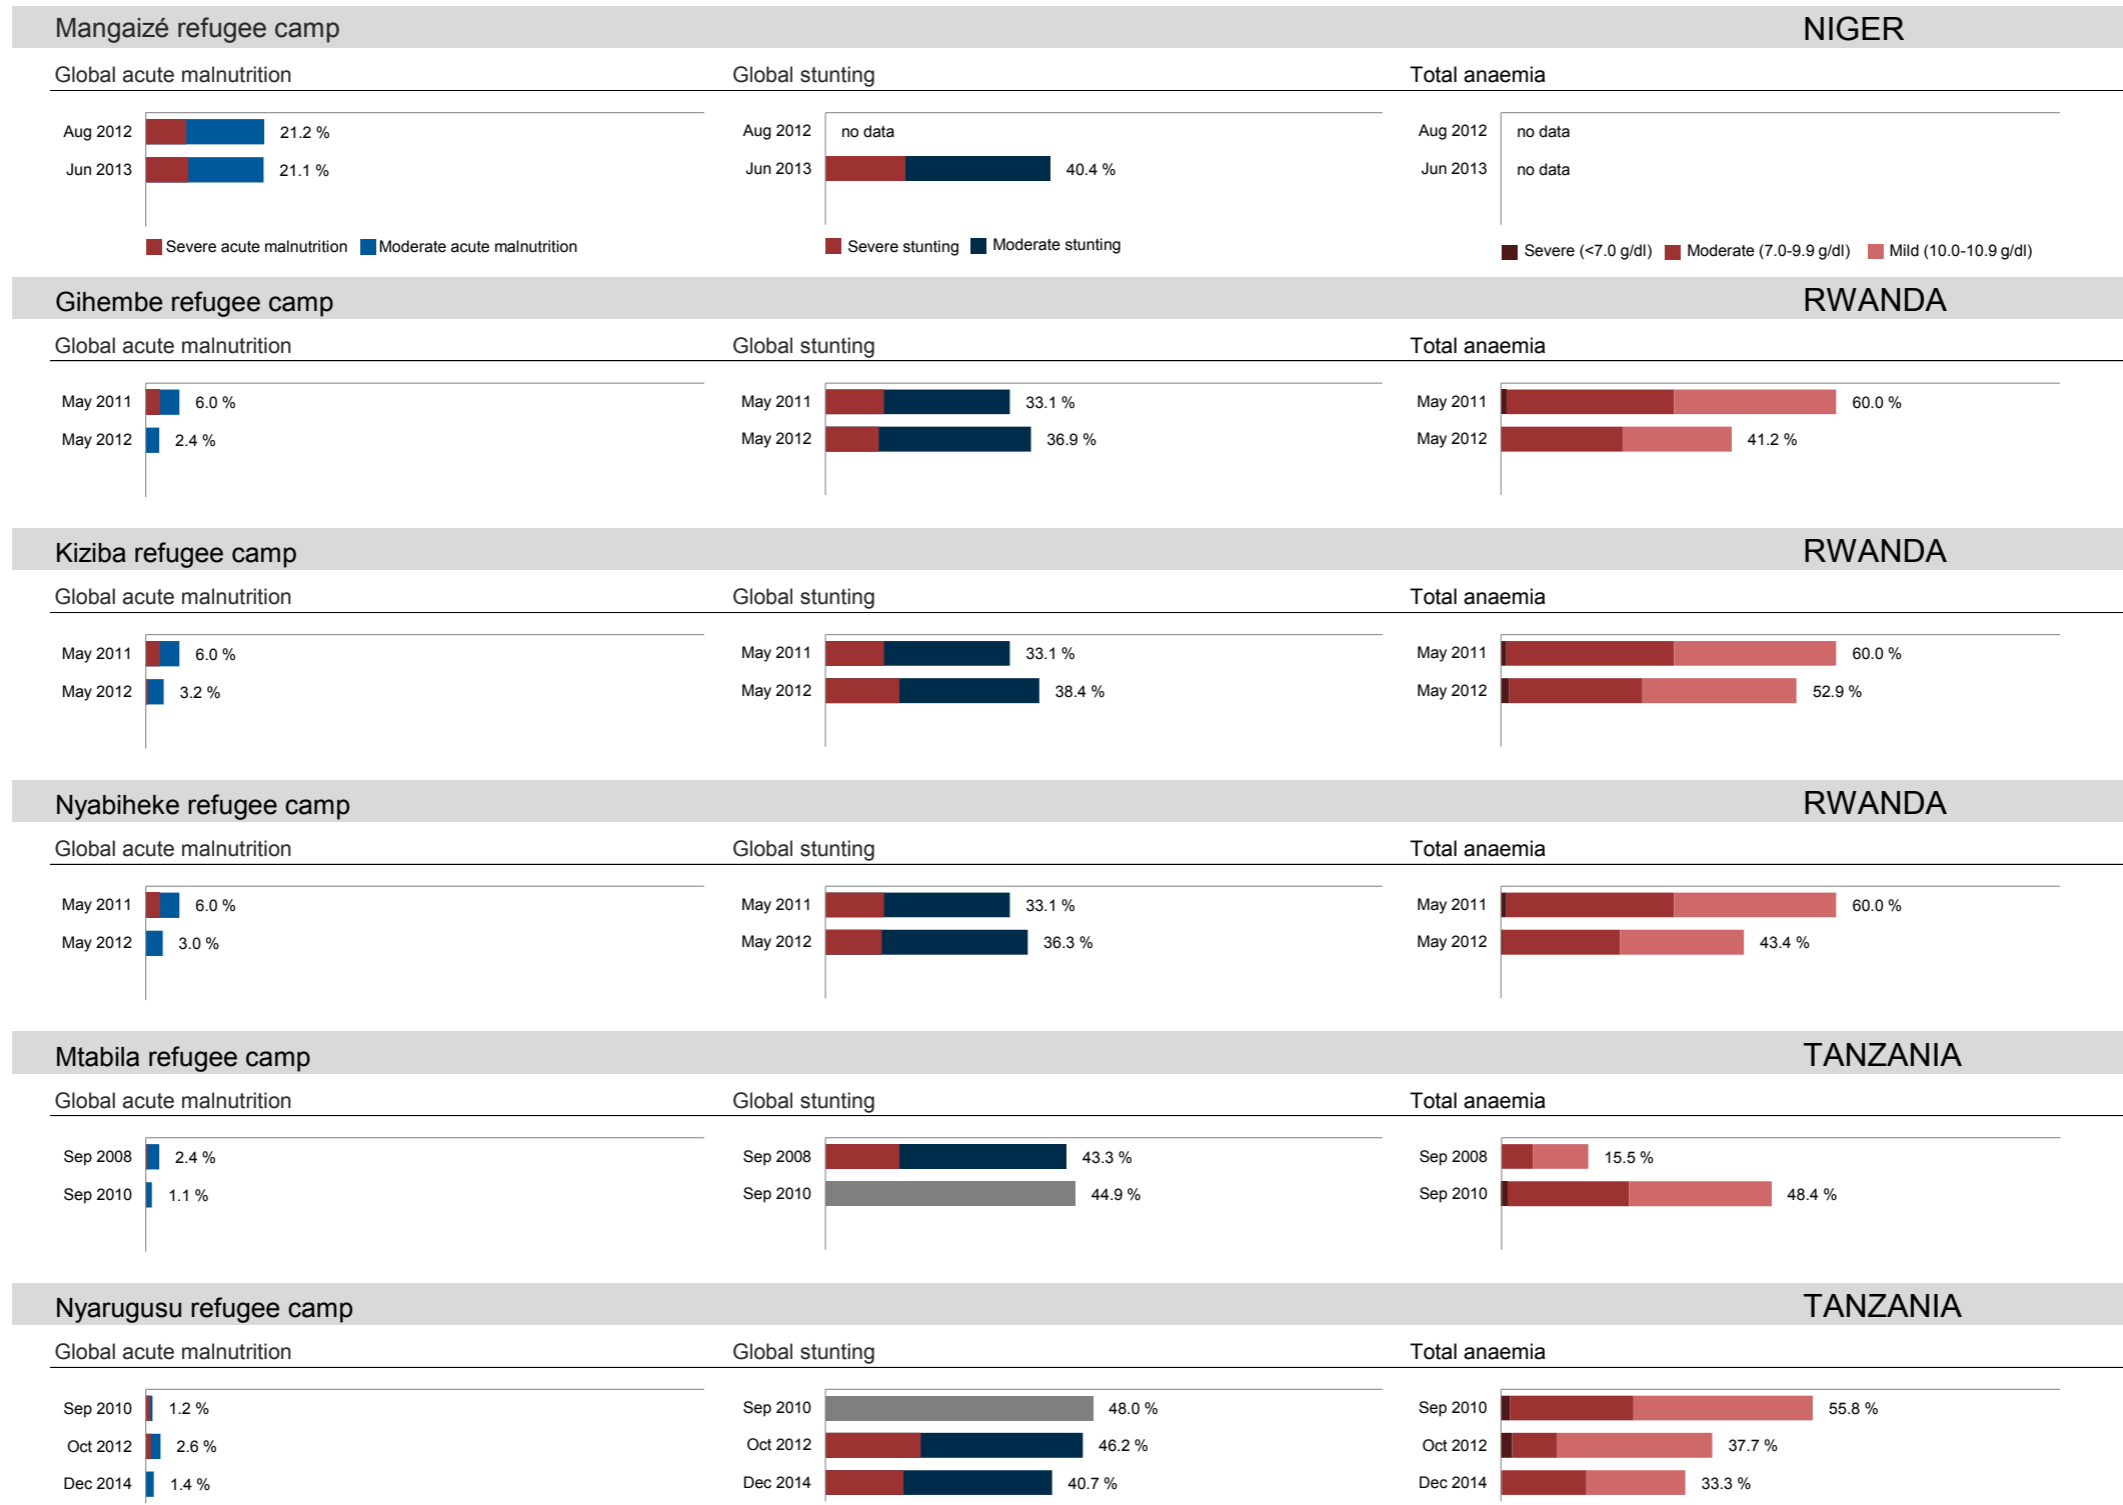 Mangaizé refugee camp NIGER
Global acute malnutrition Global stunting Total anaemia
Aug 2012 21.2 % Aug 2012 no data Aug 2012 no data
Jun 2013 21.1 % Jun 2013 40.4 % Jun 2013 no data
Severe acute malnutrition Moderate acute malnutrition Severe stunting Moderate stunting Severe (<7.0 g/dl) Moderate (7.0-9.9 g/dl) Mild (10.0-10.9 g/dl)
Gihembe refugee camp RWANDA
Global acute malnutrition Global stunting Total anaemia
May 2011 6.0 % May 2011 33.1 % May 2011 60.0 %
May 2012 2.4 % May 2012 36.9 % May 2012 41.2 %
Kiziba refugee camp RWANDA
Global acute malnutrition Global stunting Total anaemia
May 2011 6.0 % May 2011 33.1 % May 2011 60.0 %
May 2012 3.2 % May 2012 38.4 % May 2012 52.9 %
Nyabiheke refugee camp RWANDA
Global acute malnutrition Global stunting Total anaemia
May 2011 6.0 % May 2011 33.1 % May 2011 60.0 %
May 2012 3.0 % May 2012 36.3 % May 2012 43.4 %
Mtabila refugee camp TANZANIA
Global acute malnutrition Global stunting Total anaemia
Sep 2008 2.4 % Sep 2008 43.3 % Sep 2008 15.5 %
Sep 2010 1.1 % Sep 2010 44.9 % Sep 2010 48.4 %
Nyarugusu refugee camp TANZANIA
Global acute malnutrition Global stunting Total anaemia
Sep 2010 1.2 % Sep 2010 48.0 % Sep 2010 55.8 %
Oct 2012 2.6 % Oct 2012 46.2 % Oct 2012 37.7 %
Dec 2014 1.4 % Dec 2014 40.7 % Dec 2014 33.3 %